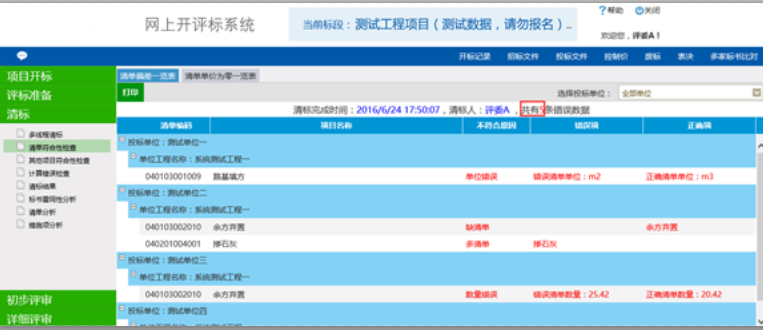 网上开评标系统
当前标段：测试工程项目（测试数据，请勿报名）..
?帮助 关闭
欢迎您，评委A！
开标记录 招标文件 投标文件 控制价 废标 表决 多家标书比对
项目开标
评标准备
清标
多线程清标
清单符合性检查
其他项目符合性检查
计算错误检查
清标结果
标书雷同性分析
清单分析
措施项分析
初步评审
详细评审
清单偏差一览表 清单单价为零一览表
打印
选择投标单位： 全部单位
清标完成时间：2016/6/24 17:50:07，清标人：评委A ，共有5条错误数据
清单编码 项目名称 不符合原因 错误项 正确项
投标单位：测试单位一
单位工程名称：系统测试工程一
040103001009 路基填方 单位错误 错误清单单位：m2 正确清单单位：m3
投标单位：测试单位二
单位工程名称：系统测试工程一
040103002010 余方弃置 缺清单 余方弃置
040201004001 掺石灰 多清单 掺石灰
投标单位：测试单位三
单位工程名称：系统测试工程一
040103002010 余方弃置 数量错误 错误清单数量：25.42 正确清单数量：20.42
投标单位：测试单位四